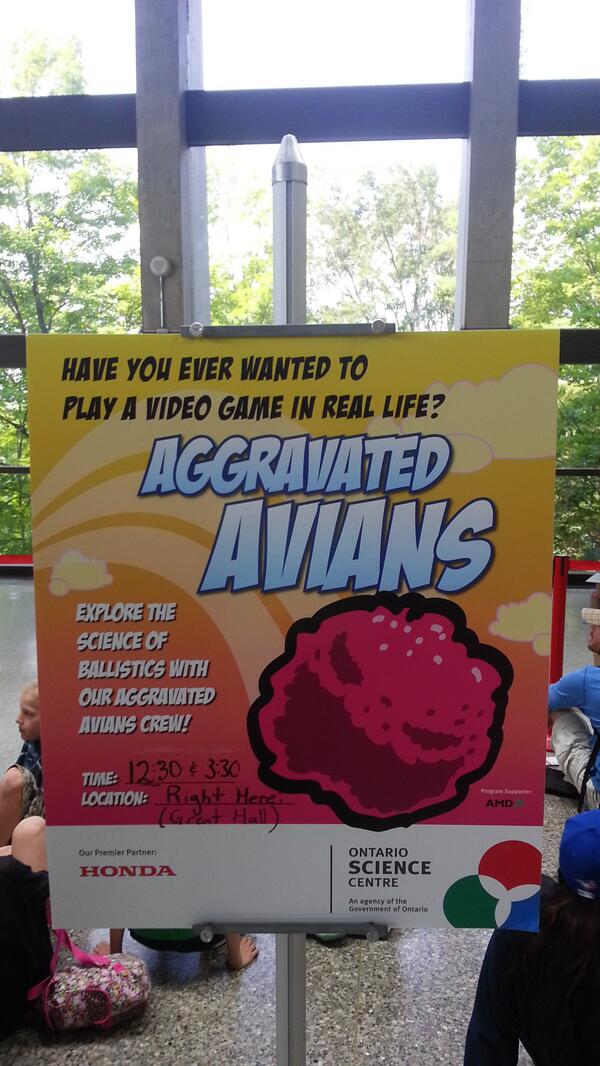 HAVE YOU EVER WANTED TO
PLAY A VIDEO GAME IN REAL LIFE?
AGGRAVATED
AVIANS
EXPLORE THE
SCIENCE OF
BALLISTICS WITH
OUR AGGRAVATED
AVIANS CREW!
TIME: 12:30 & 3:30
LOCATION: Right Here.
(Great Hall)
Program Supporter:
AMD
Our Premier Partner:
HONDA
ONTARIO
SCIENCE
CENTRE
An agency of the
Government of Ontario